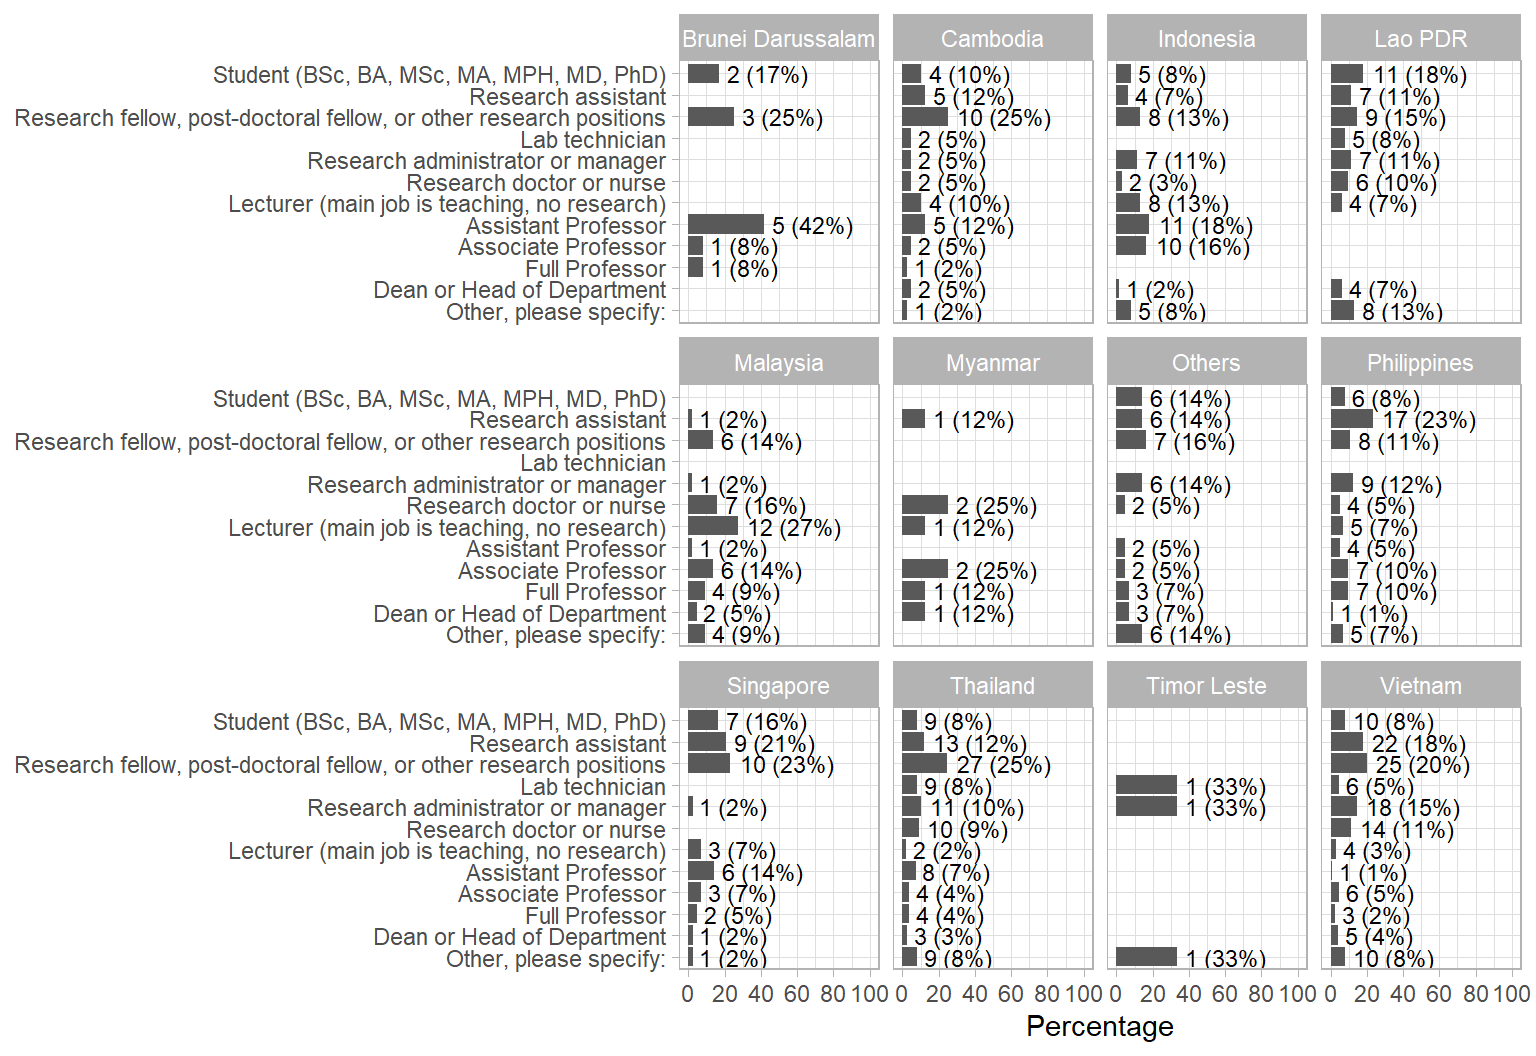 Brunei Darussalam Cambodia Indonesia Lao PDR
Student (BSc, BA, MSc, MA, MPH, MD, PhD) 2 (17%) 4 (10%) 5 (8%) 11 (18%)
Research assistant 5 (12%) 4 (7%) 7 (11%)
Research fellow, post-doctoral fellow, or other research positions 3 (25%) 10 (25%) 8 (13%) 9 (15%)
Lab technician 2 (5%) 5 (8%)
Research administrator or manager 2 (5%) 7 (11%) 7 (11%)
Research doctor or nurse 2 (5%) 2 (3%) 6 (10%)
Lecturer (main job is teaching, no research) 4 (10%) 8 (13%) 4 (7%)
Assistant Professor 5 (42%) 5 (12%) 11 (18%)
Associate Professor 1 (8%) 2 (5%) 10 (16%)
Full Professor 1 (8%) 1 (2%)
Dean or Head of Department 2 (5%) 1 (2%) 4 (7%)
Other, please specify: 1 (2%) 5 (8%) 8 (13%)
Malaysia Myanmar Others Philippines
Student (BSc, BA, MSc, MA, MPH, MD, PhD) 6 (14%) 6 (8%)
Research assistant 1 (2%) 1 (12%) 6 (14%) 17 (23%)
Research fellow, post-doctoral fellow, or other research positions 6 (14%) 7 (16%) 8 (11%)
Lab technician
Research administrator or manager 1 (2%) 6 (14%) 9 (12%)
Research doctor or nurse 7 (16%) 2 (25%) 2 (5%) 4 (5%)
Lecturer (main job is teaching, no research) 12 (27%) 1 (12%) 5 (7%)
Assistant Professor 1 (2%) 2 (5%) 4 (5%)
Associate Professor 6 (14%) 2 (25%) 2 (5%) 7 (10%)
Full Professor 4 (9%) 1 (12%) 3 (7%) 7 (10%)
Dean or Head of Department 2 (5%) 1 (12%) 3 (7%) 1 (1%)
Other, please specify: 4 (9%) 6 (14%) 5 (7%)
Singapore Thailand Timor Leste Vietnam
Student (BSc, BA, MSc, MA, MPH, MD, PhD) 7 (16%) 9 (8%) 10 (8%)
Research assistant 9 (21%) 13 (12%) 22 (18%)
Research fellow, post-doctoral fellow, or other research positions 10 (23%) 27 (25%) 25 (20%)
Lab technician 9 (8%) 1 (33%) 6 (5%)
Research administrator or manager 1 (2%) 11 (10%) 1 (33%) 18 (15%)
Research doctor or nurse 10 (9%) 14 (11%)
Lecturer (main job is teaching, no research) 3 (7%) 2 (2%) 4 (3%)
Assistant Professor 6 (14%) 8 (7%) 1 (1%)
Associate Professor 3 (7%) 4 (4%) 6 (5%)
Full Professor 2 (5%) 4 (4%) 3 (2%)
Dean or Head of Department 1 (2%) 3 (3%) 5 (4%)
Other, please specify: 1 (2%) 9 (8%) 1 (33%) 10 (8%)
0 20 40 60 80 100 0 20 40 60 80 100 0 20 40 60 80 100 0 20 40 60 80 100
Percentage